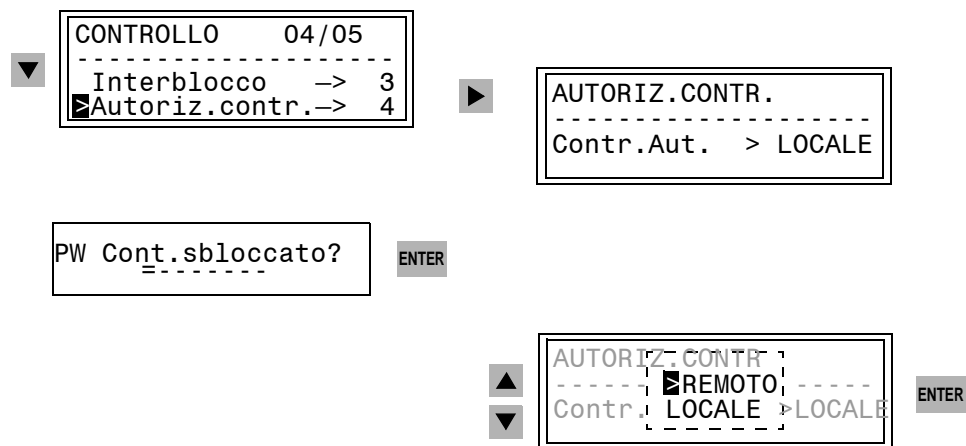 CONTROLLO 04/05
---------------------
Interblocco —> 3
>Autoriz.contr.—> 4
AUTORIZ.CONTR.
--------------------
Contr.Aut. > LOCALE
PW Cont.sbloccato?
=-------
ENTER
AUTORIZ.CONTR
------ >REMOTO -----
Contr. LOCALE >LOCALE
ENTER